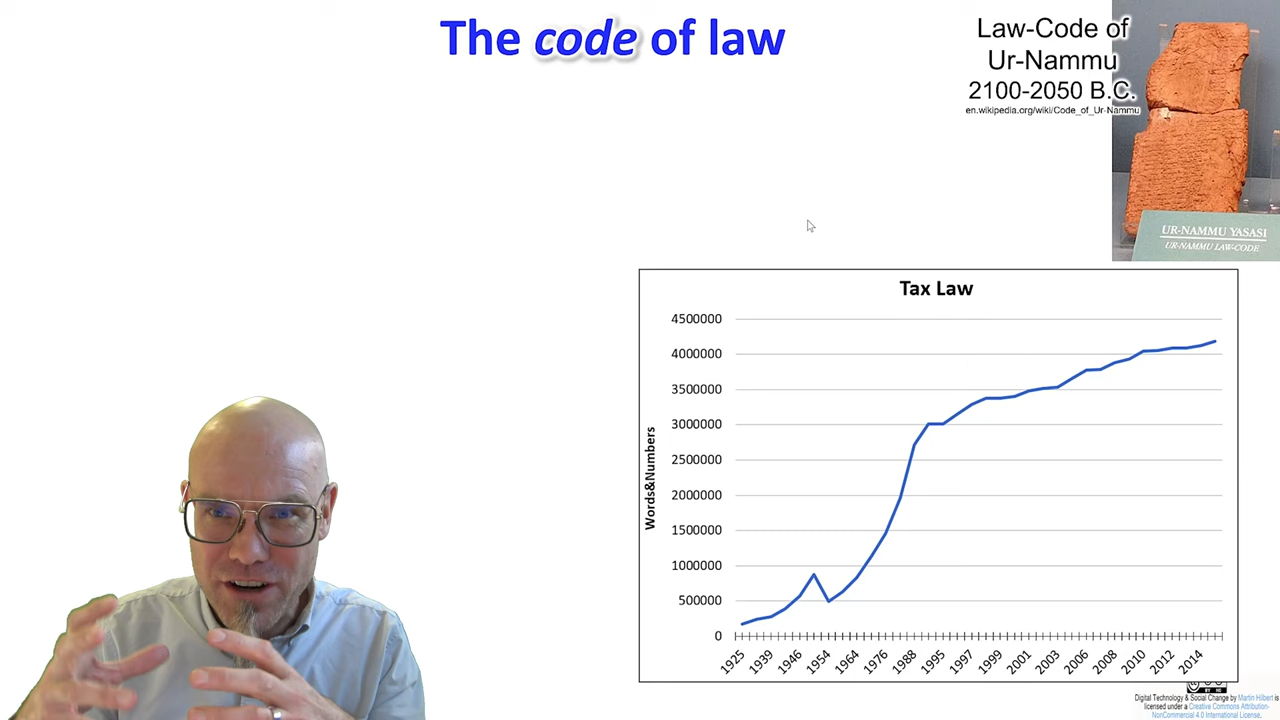 The code of law
Law-Code of
Ur-Nammu
2100-2050 B.C.
en.wikipedia.org/wiki/Code_of_Ur-Nammu
UR-NAMMU YASASI
UR-NAMMU LAW-CODE
Tax Law
Words&Numbers
4500000
4000000
3500000
3000000
2500000
2000000
1500000
1000000
500000
0
1925
1939
1946
1954
1964
1976
1988
1995
1997
1999
2001
2003
2006
2008
2010
2012
2014
Digital Technology & Social Change by Martin Hilbert is
licensed under a Creative Commons Attribution-
NonCommercial 4.0 International License.